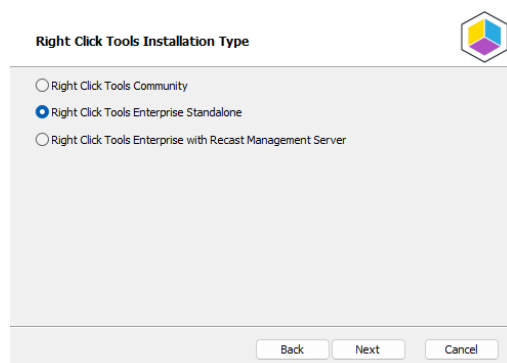 Right Click Tools Installation Type
Right Click Tools Community
Right Click Tools Enterprise Standalone
Right Click Tools Enterprise with Recast Management Server
Back Next Cancel